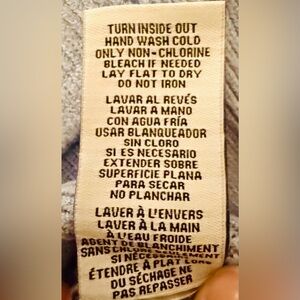 TURN INSIDE OUT
HAND WASH COLD
ONLY NON-CHLORINE
BLEACH IF NEEDED
LAY FLAT TO DRY
DO NOT IRON
LAVAR AL REVÉS
LAVAR A MANO
CON AGUA FRÍA
USAR BLANQUEADOR
SIN CLORO
SI ES NECESARIO
EXTENDER SOBRE
SUPERFICIE PLANA
PARA SECAR
NO PLANCHAR
LAVER À L'ENVERS
LAVER À LA MAIN
À L'EAU FROIDE
AGENT DE BLANCHIMENT
SANS CHLORE SEULEMENT
SI NÉCESSAIRE
ÉTENDRE À PLAT LORS
DU SÉCHAGE NE
PAS REPASSER